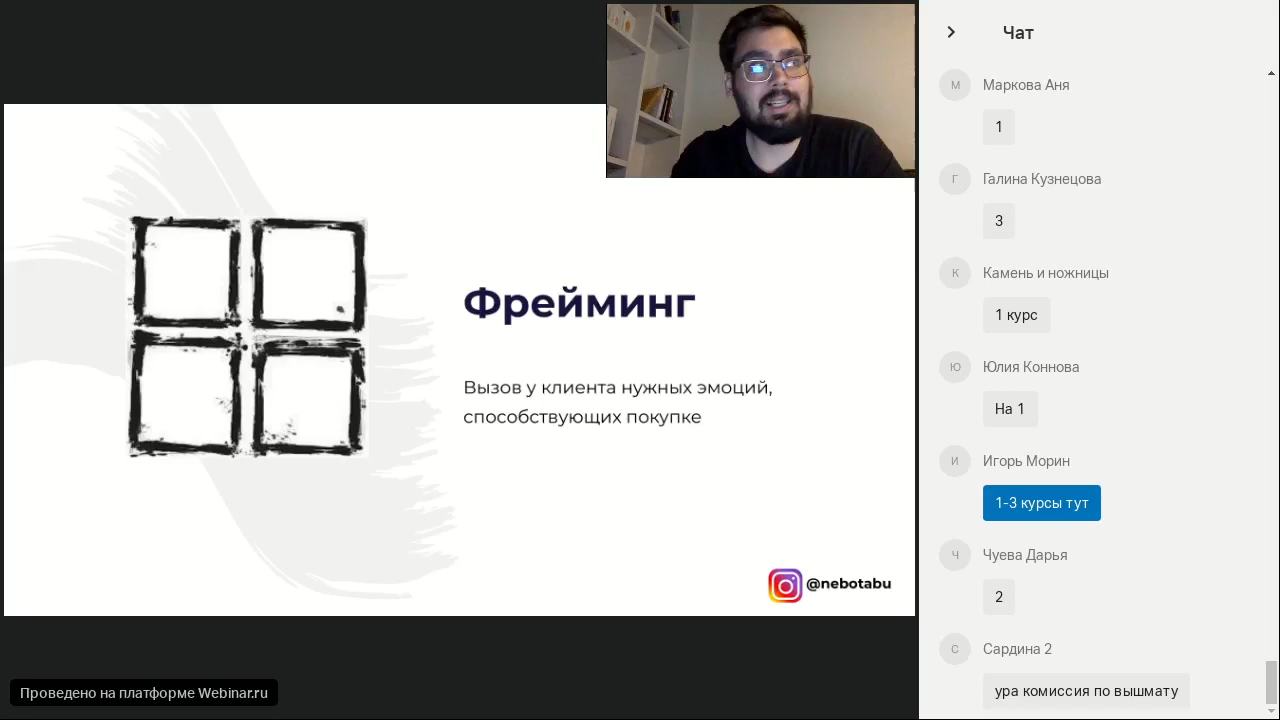 Фрейминг
Вызов у клиента нужных эмоций,
способствующих покупке
@nebotabu
Проведено на платформе Webinar.ru
Чат
М
Маркова Аня
1
Г
Галина Кузнецова
3
К
Камень и ножницы
1 курс
Ю
Юлия Коннова
На 1
И
Игорь Морин
1-3 курсы тут
Ч
Чуева Дарья
2
С
Сардина 2
ура комиссия по вышмату